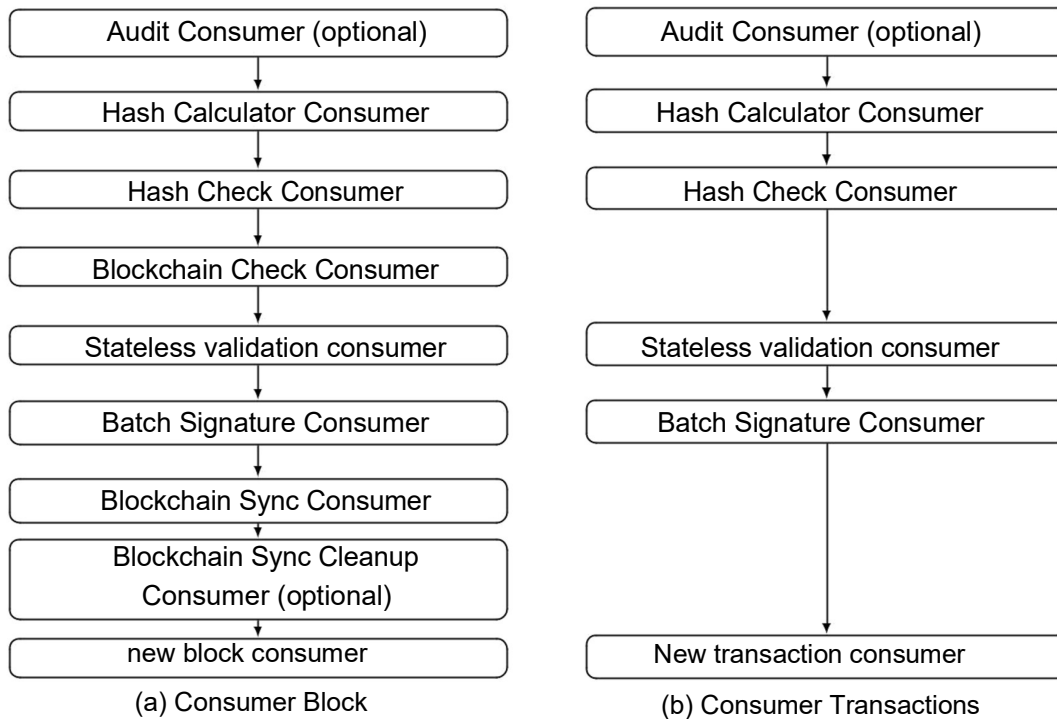 Audit Consumer (optional)
Hash Calculator Consumer
Hash Check Consumer
Blockchain Check Consumer
Stateless validation consumer
Batch Signature Consumer
Blockchain Sync Consumer
Blockchain Sync Cleanup
Consumer (optional)
new block consumer
(a) Consumer Block
Audit Consumer (optional)
Hash Calculator Consumer
Hash Check Consumer
Stateless validation consumer
Batch Signature Consumer
New transaction consumer
(b) Consumer Transactions